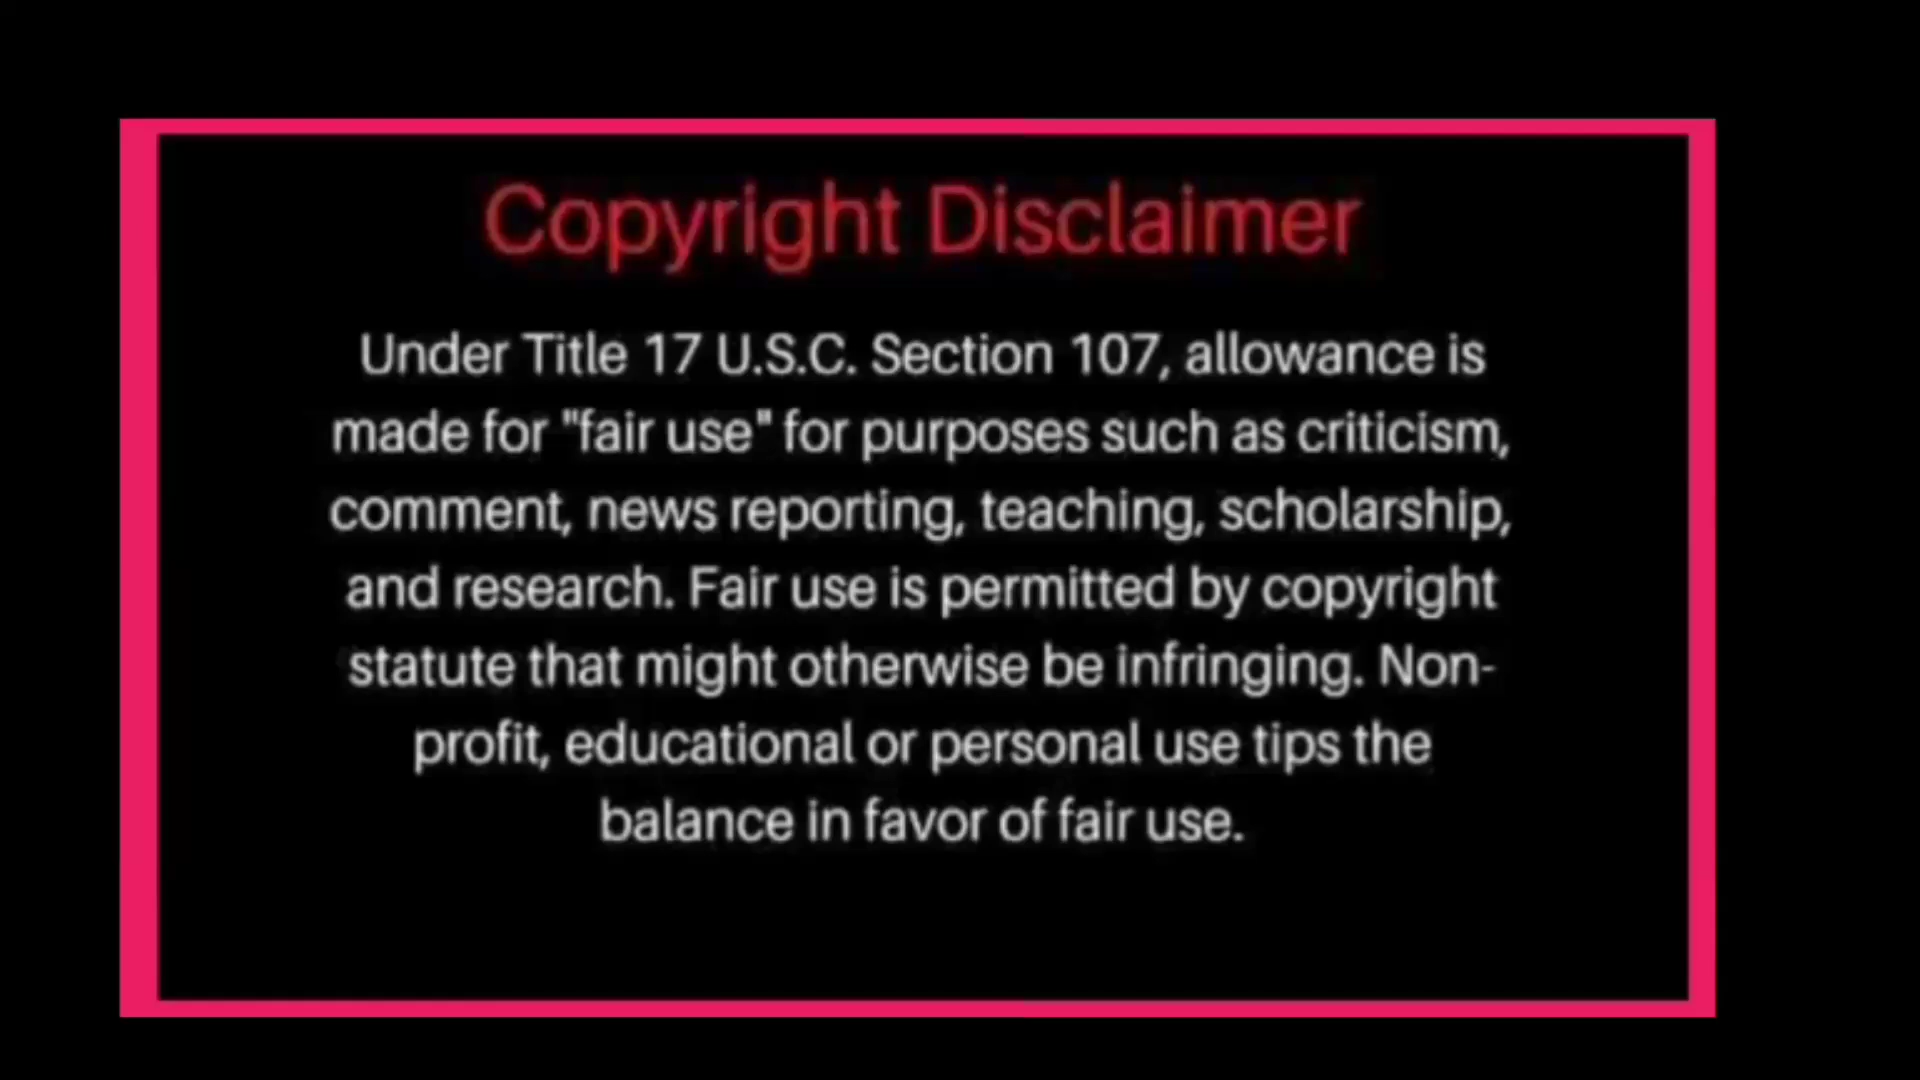 Copyright Disclaimer
Under Title 17 U.S.C. Section 107, allowance is
made for "fair use" for purposes such as criticism,
comment, news reporting, teaching, scholarship,
and research. Fair use is permitted by copyright
statute that might otherwise be infringing. Non-
profit, educational or personal use tips the
balance in favor of fair use.